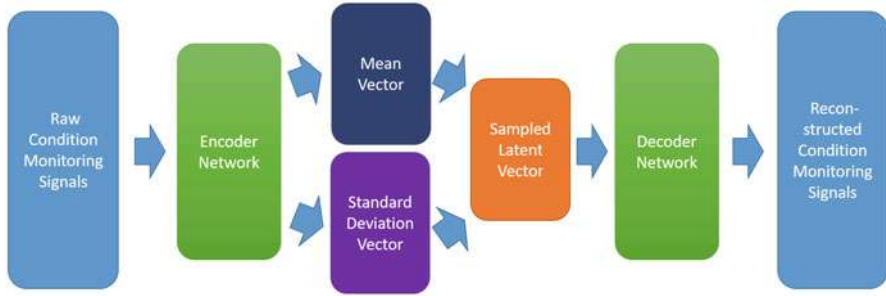 Raw
Condition
Monitoring
Signals
Encoder
Network
Mean
Vector
Standard
Deviation
Vector
Sampled
Latent
Vector
Decoder
Network
Recon-
structed
Condition
Monitoring
Signals